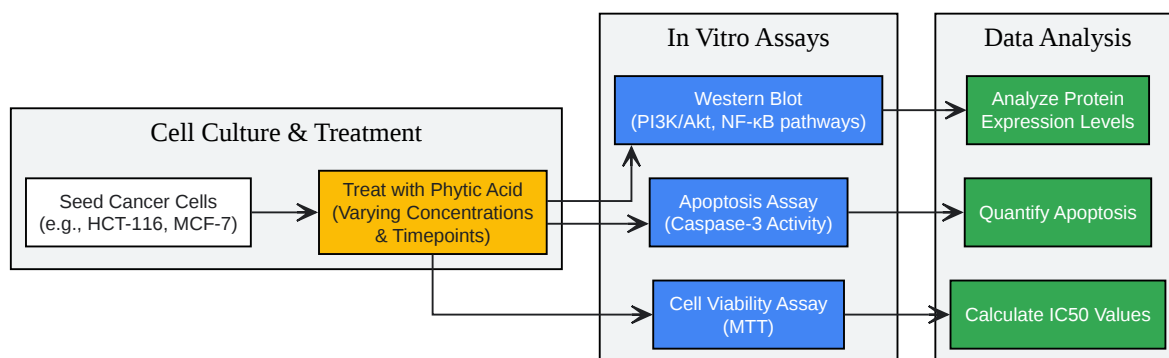 Cell Culture & Treatment
Seed Cancer Cells
(e.g., HCT-116, MCF-7)
Treat with Phytic Acid
(Varying Concentrations
& Timepoints)
In Vitro Assays
Western Blot
(PI3K/Akt, NF-κB pathways)
Apoptosis Assay
(Caspase-3 Activity)
Cell Viability Assay
(MTT)
Data Analysis
Analyze Protein
Expression Levels
Quantify Apoptosis
Calculate IC50 Values